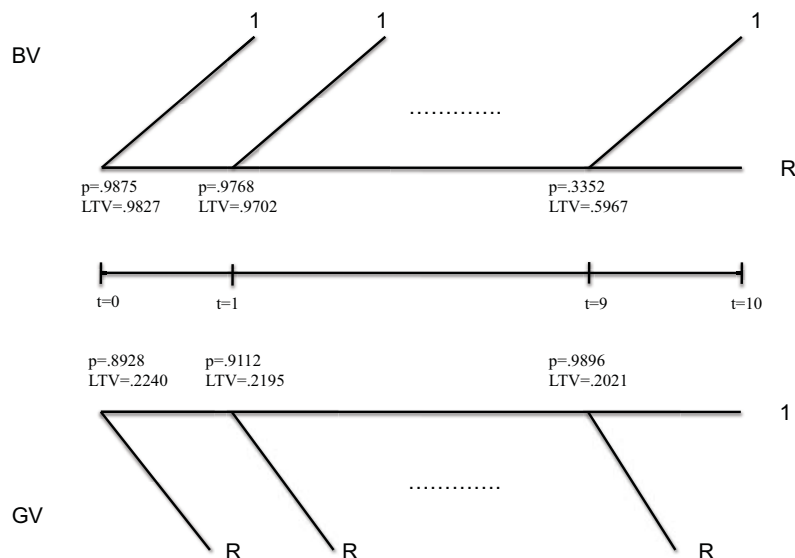 1 1 1
BV
.............
R
p=.9875 p=.9768 p=.3352
LTV=.9827 LTV=.9702 LTV=.5967
t=0 t=1 t=9 t=10
p=.8928 p=.9112 p=.9896
LTV=.2240 LTV=.2195 LTV=.2021
1
.............
GV
R R R